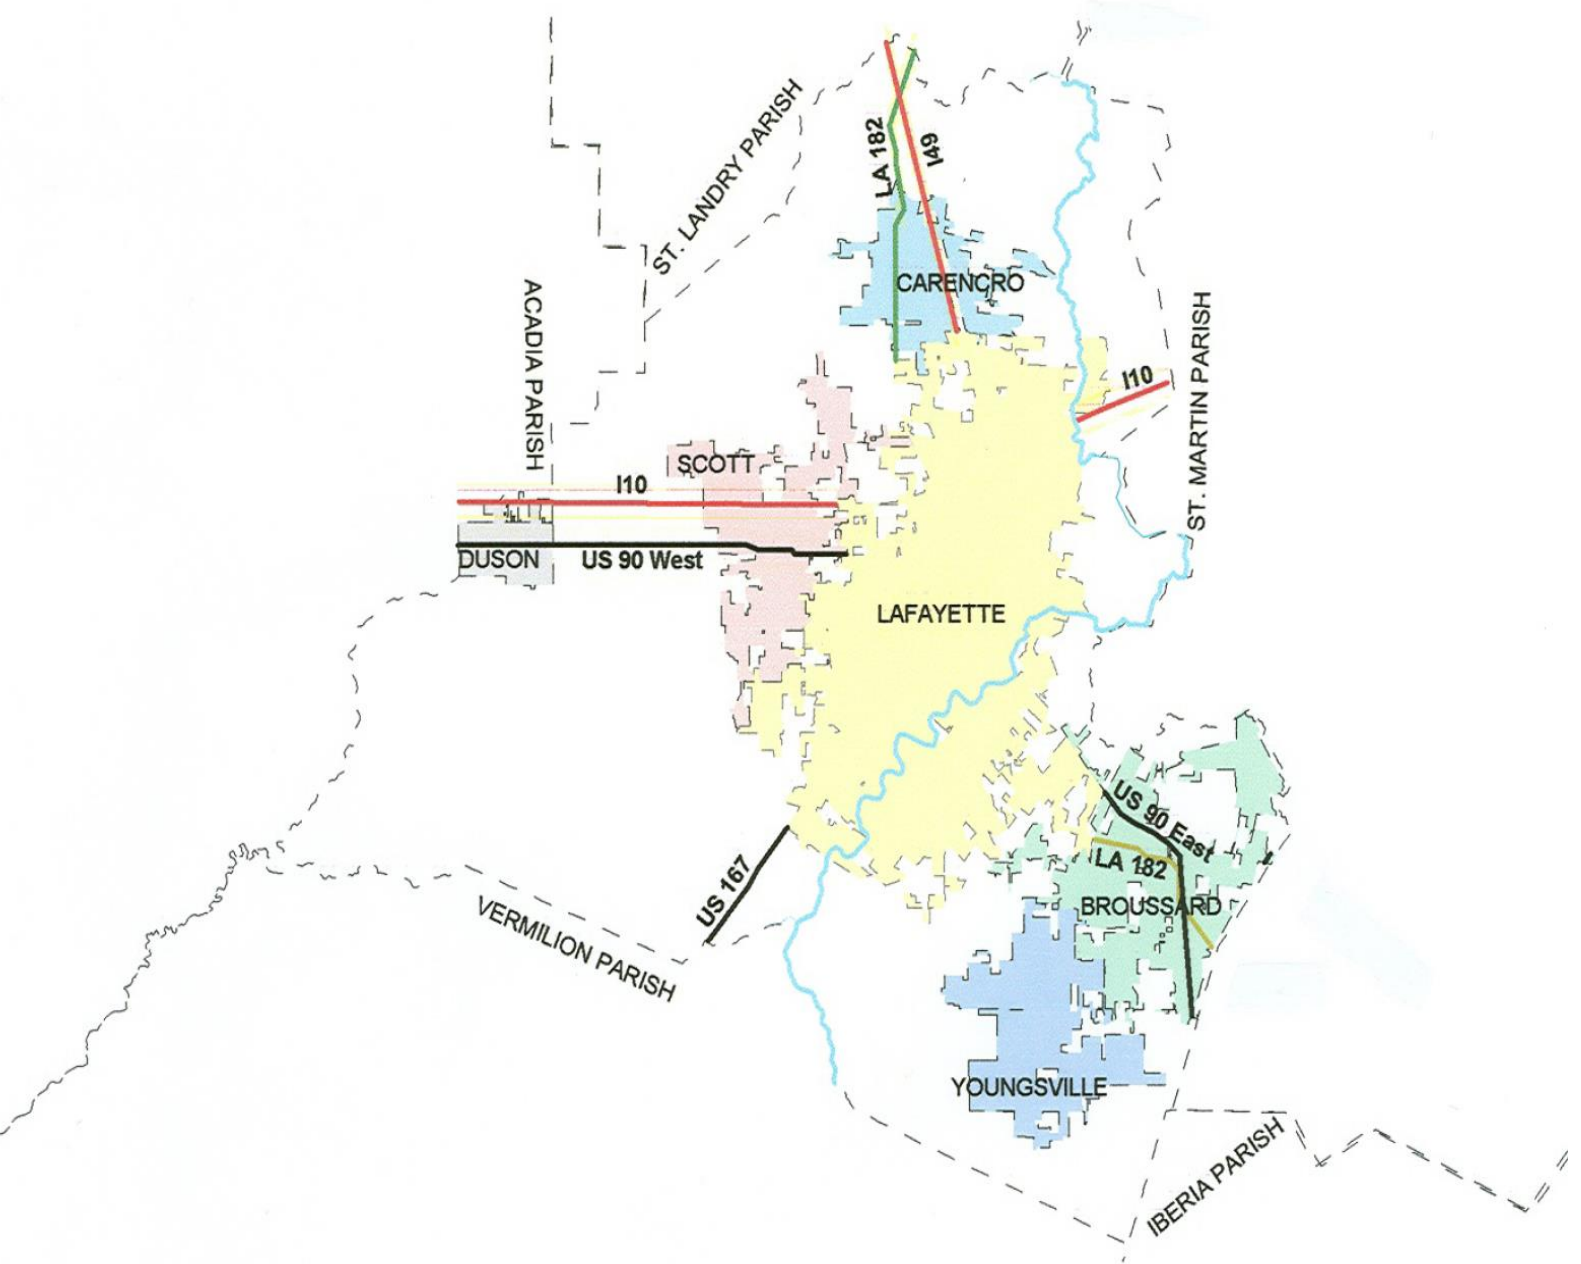 ST. LANDRY PARISH
LA 182
I49
CARENCRO
ACADIA PARISH
I10
ST. MARTIN PARISH
SCOTT
I10
DUSON
US 90 West
LAFAYETTE
US 90 East
LA 182
US 167
BROUSSARD
VERMILION PARISH
YOUNGSVILLE
IBERIA PARISH